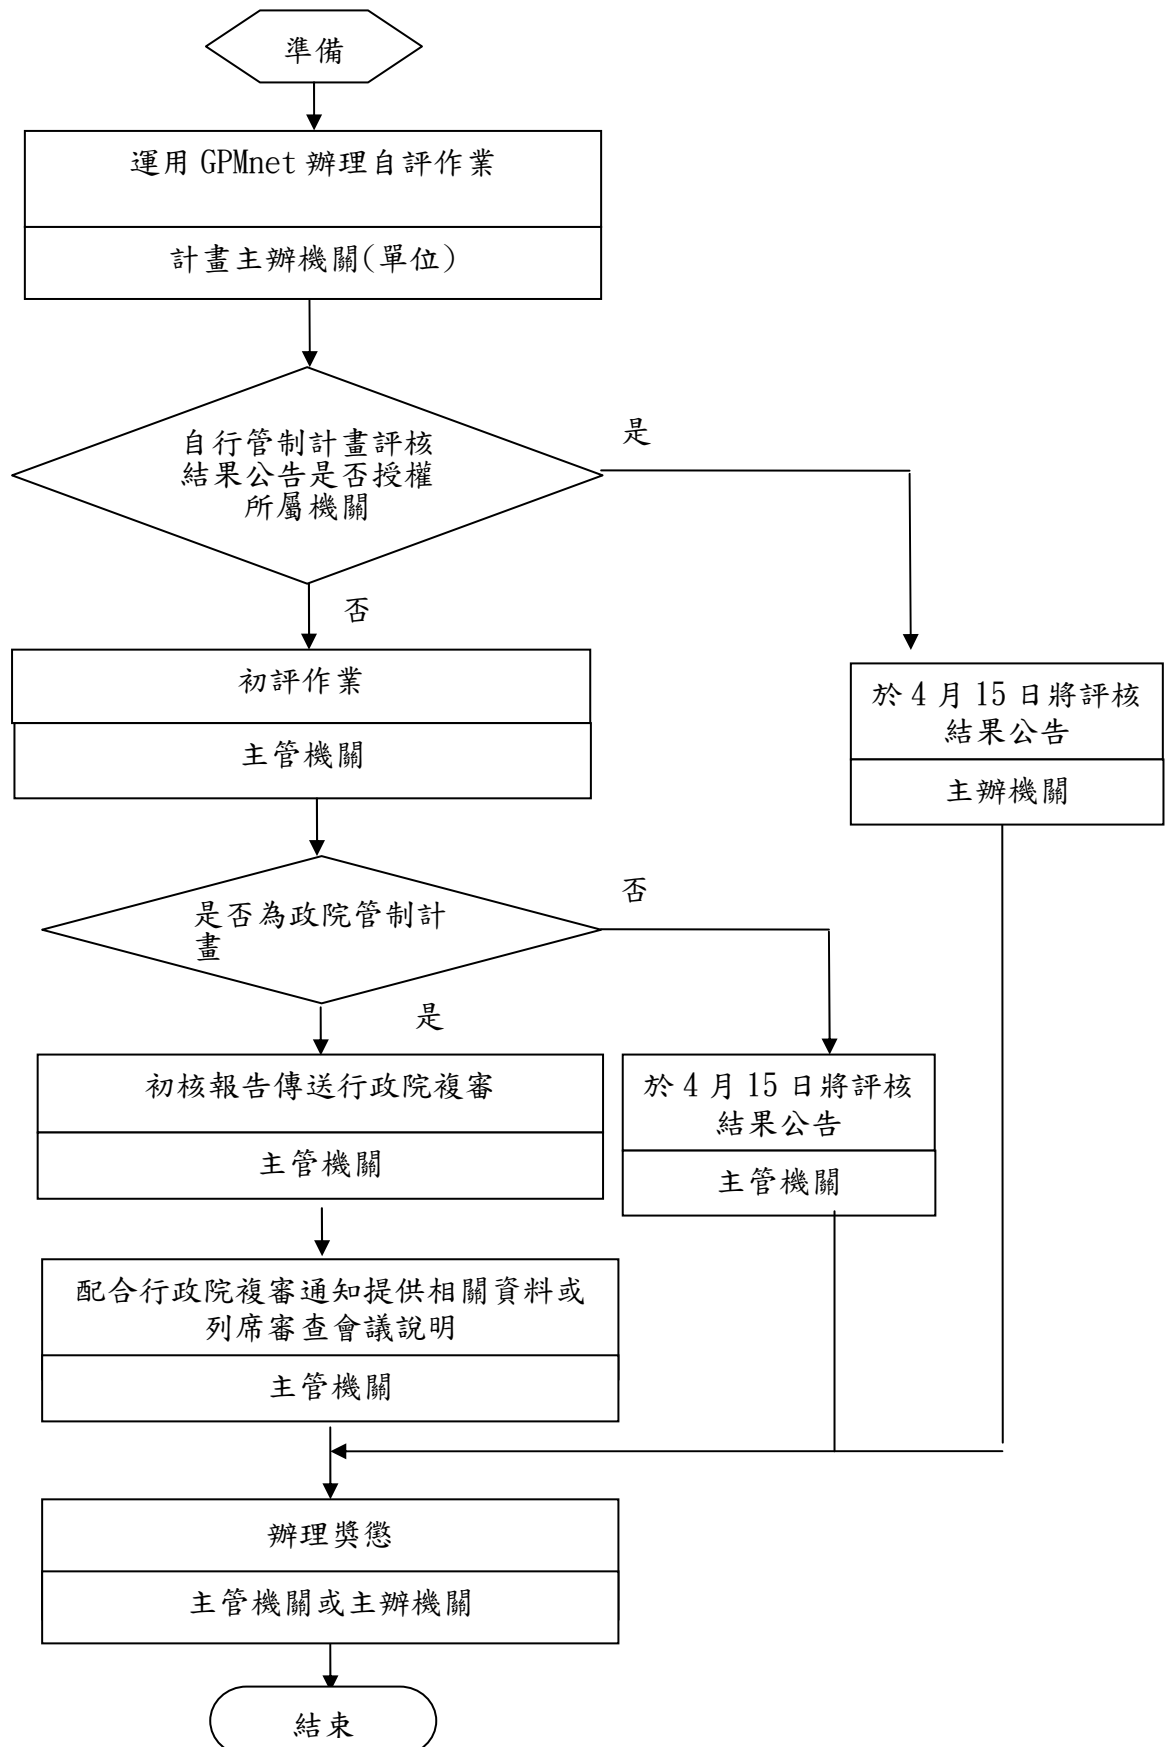 準備
運用 GPMnet 辦理自評作業
計畫主辦機關(單位)
自行管制計畫評核
結果公告是否授權
所屬機關
是
否
初評作業
主管機關
於 4 月 15 日將評核
結果公告
主辦機關
是否為政院管制計
畫
否
是
初核報告傳送行政院複審
主管機關
於 4 月 15 日將評核
結果公告
主管機關
配合行政院複審通知提供相關資料或
列席審查會議說明
主管機關
辦理獎懲
主管機關或主辦機關
結束